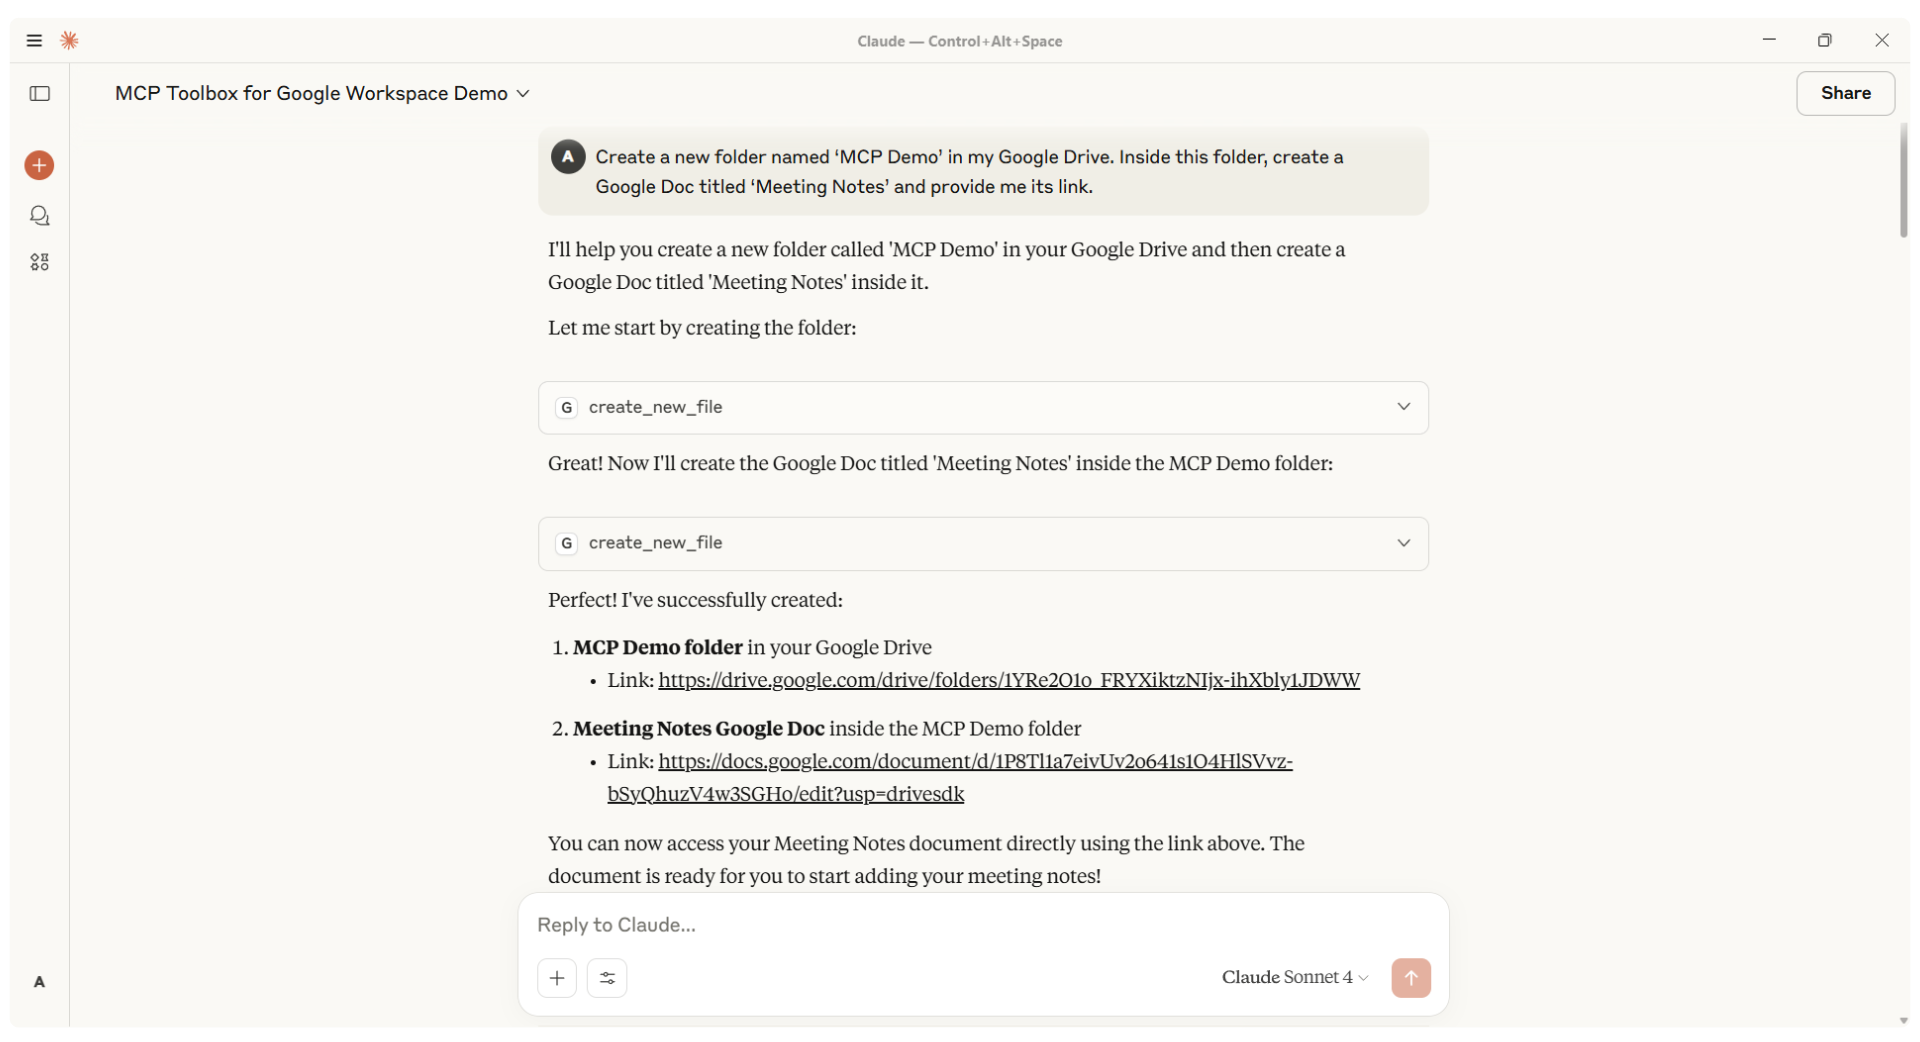 Claude — Control+Alt+Space
MCP Toolbox for Google Workspace Demo
Share
A
Create a new folder named ‘MCP Demo’ in my Google Drive. Inside this folder, create a
Google Doc titled ‘Meeting Notes’ and provide me its link.
I'll help you create a new folder called 'MCP Demo' in your Google Drive and then create a
Google Doc titled 'Meeting Notes' inside it.
Let me start by creating the folder:
G create_new_file
Great! Now I'll create the Google Doc titled 'Meeting Notes' inside the MCP Demo folder:
G create_new_file
Perfect! I've successfully created:
1. MCP Demo folder in your Google Drive
• Link: https://drive.google.com/drive/folders/1YRe2O1o_FRYXiktzNIjx-ihXbly1JDWW
2. Meeting Notes Google Doc inside the MCP Demo folder
• Link: https://docs.google.com/document/d/1P8Tl1a7eivUv2o641s1O4HlSVvz-
bSyQhuzV4w3SGHo/edit?usp=drivesdk
You can now access your Meeting Notes document directly using the link above. The
document is ready for you to start adding your meeting notes!
Reply to Claude...
Claude Sonnet 4
A